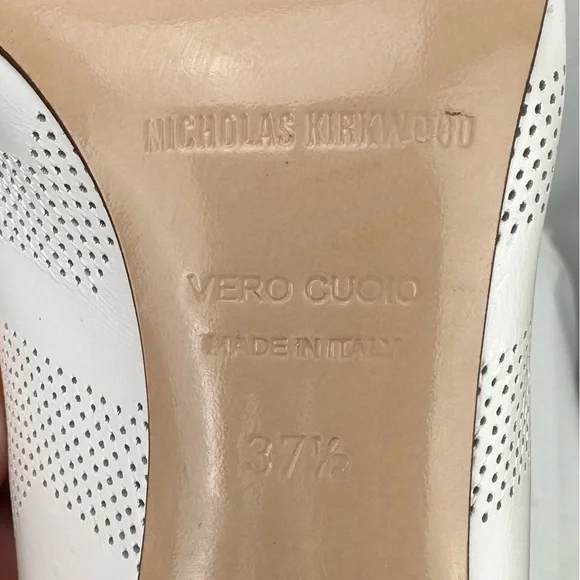 NICHOLAS KIRKWOOD
VERO CUOIO
MADE IN ITALY
37½